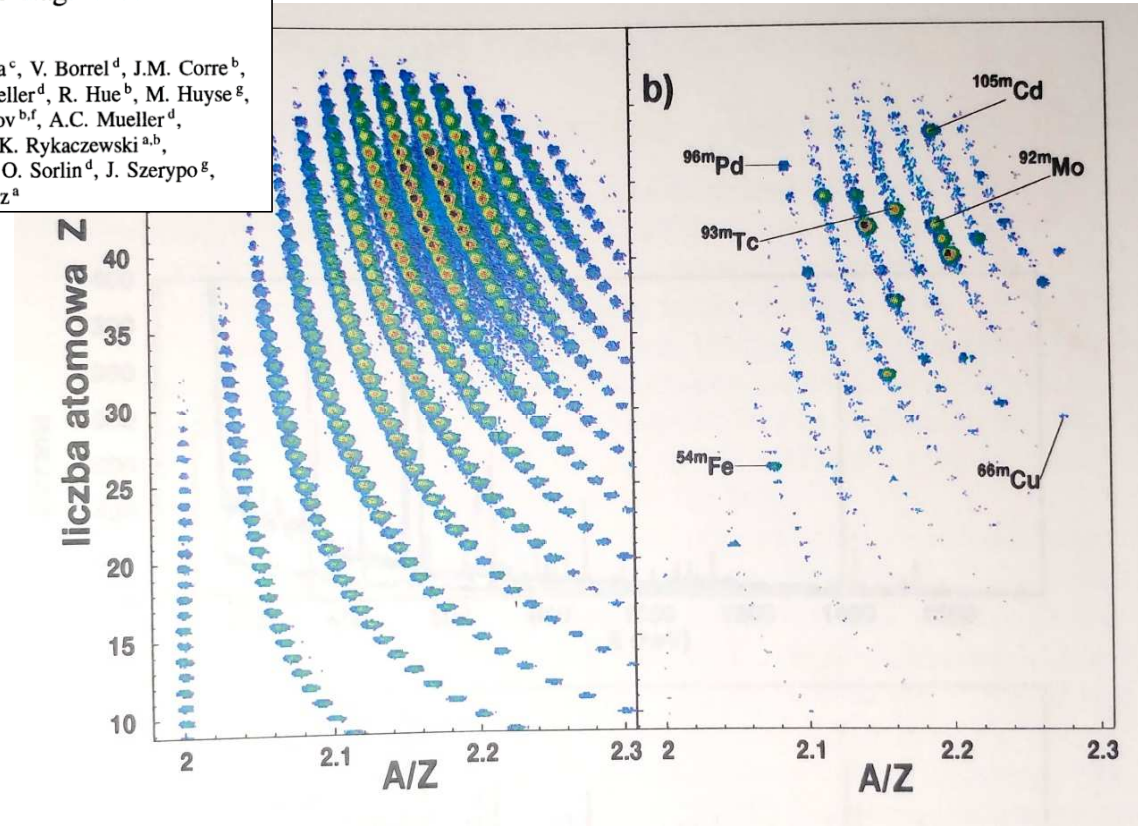 a ᶜ, V. Borrel ᵈ, J.M. Corre ᵇ,
eller ᵈ, R. Hue ᵇ, M. Huyse ᵍ,
ov ᵇ,ᶠ, A.C. Mueller ᵈ,
K. Rykaczewski ᵃ,ᵇ,
O. Sorlin ᵈ, J. Szerypo ᵍ,
z ᵃ
b)
105mCd
96mPd
92mMo
93mTc
54mFe
66mCu
liczba atomowa Z
40
35
30
25
20
15
10
2 2.1 2.2 2.3 2 2.1 2.2 2.3
A/Z A/Z